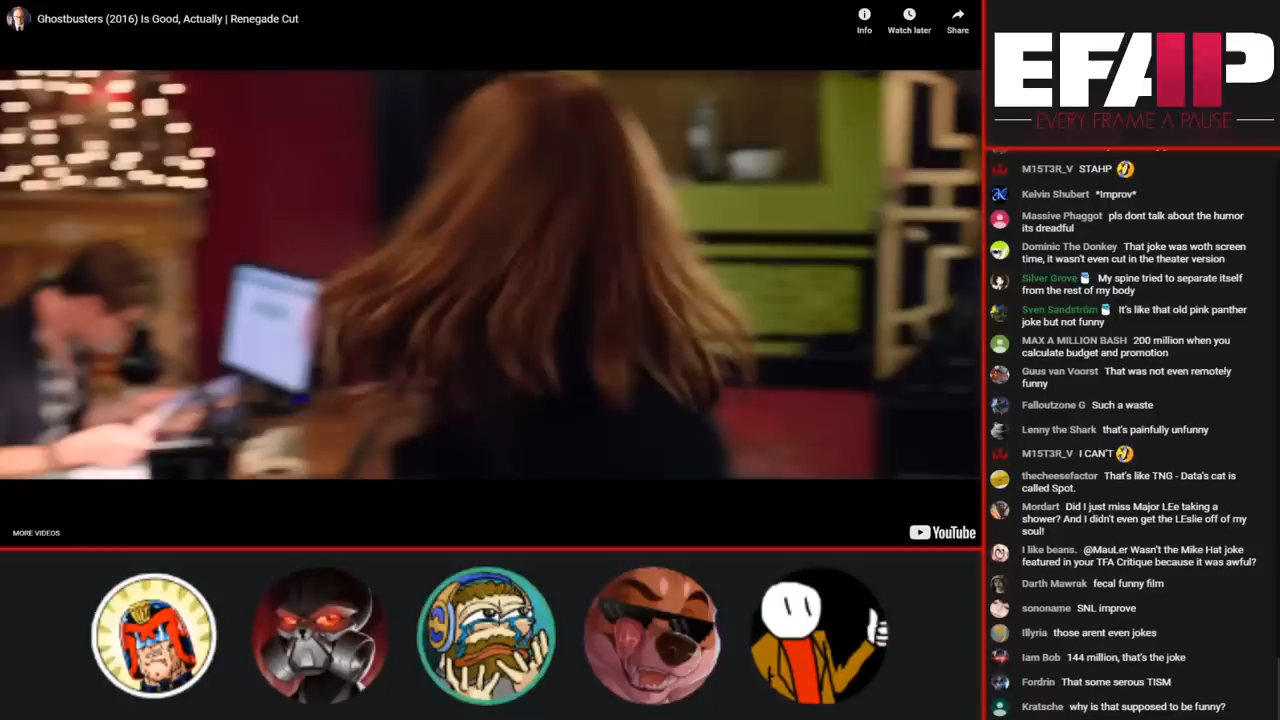 Ghostbusters (2016) Is Good, Actually | Renegade Cut
Info
Watch later
Share
MORE VIDEOS
YouTube
EFAP
EVERY FRAME A PAUSE
M15T3R_V STAHP
Kelvin Shubert *Improv*
Massive Phaggot pls dont talk about the humor
its dreadful
Dominic The Donkey That joke was woth screen
time, it wasn't even cut in the theater version
Silver Grove My spine tried to separate itself
from the rest of my body
Sven Sandström It's like that old pink panther
joke but not funny
MAX A MILLION BASH 200 million when you
calculate budget and promotion
Guus van Voorst That was not even remotely
funny
Falloutzone G Such a waste
Lenny the Shark that's painfully unfunny
M15T3R_V I CAN'T
thecheesefactor That's like TNG - Data's cat is
called Spot.
Mordart Did I just miss Major LEe taking a
shower? And I didn't even get the LEslie off of my
soul!
I like beans. @MauLer Wasn't the Mike Hat joke
featured in your TFA Critique because it was awful?
Darth Mawrak fecal funny film
sononame SNL improve
Illyria those arent even jokes
Iam Bob 144 million, that's the joke
Fordrin That some serous TISM
Kratsche why is that supposed to be funny?